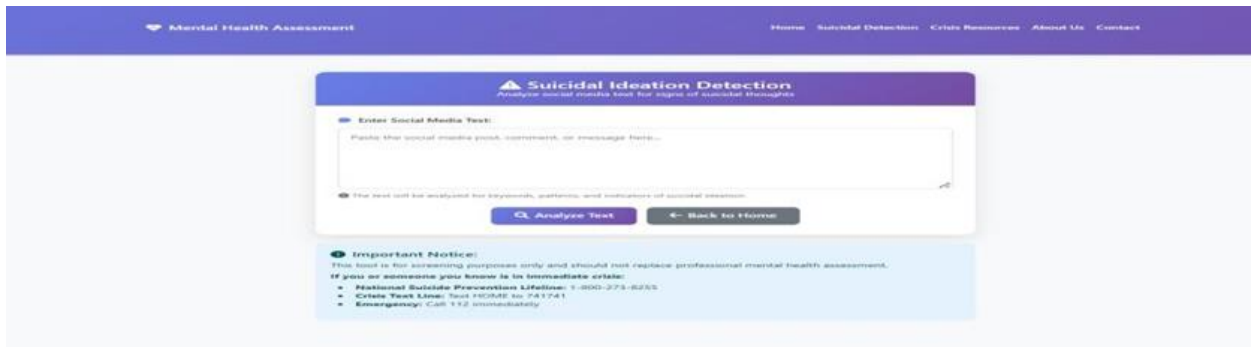 Mental Health Assessment
Home Suicidal Detection Crisis Resources About Us Contact
Suicidal Ideation Detection
Analyze social media text for signs of suicidal thoughts
Enter Social Media Text:
Paste the social media post, comment, or message here...
The text will be analyzed for keywords, patterns, and indicators of suicidal ideation.
Analyze Text
Back to Home
Important Notice:
This tool is for screening purposes only and should not replace professional mental health assessment.
If you or someone you know is in immediate crisis:
National Suicide Prevention Lifeline: 1-800-273-8255
Crisis Text Line: Text HOME to 741741
Emergency: Call 112 immediately